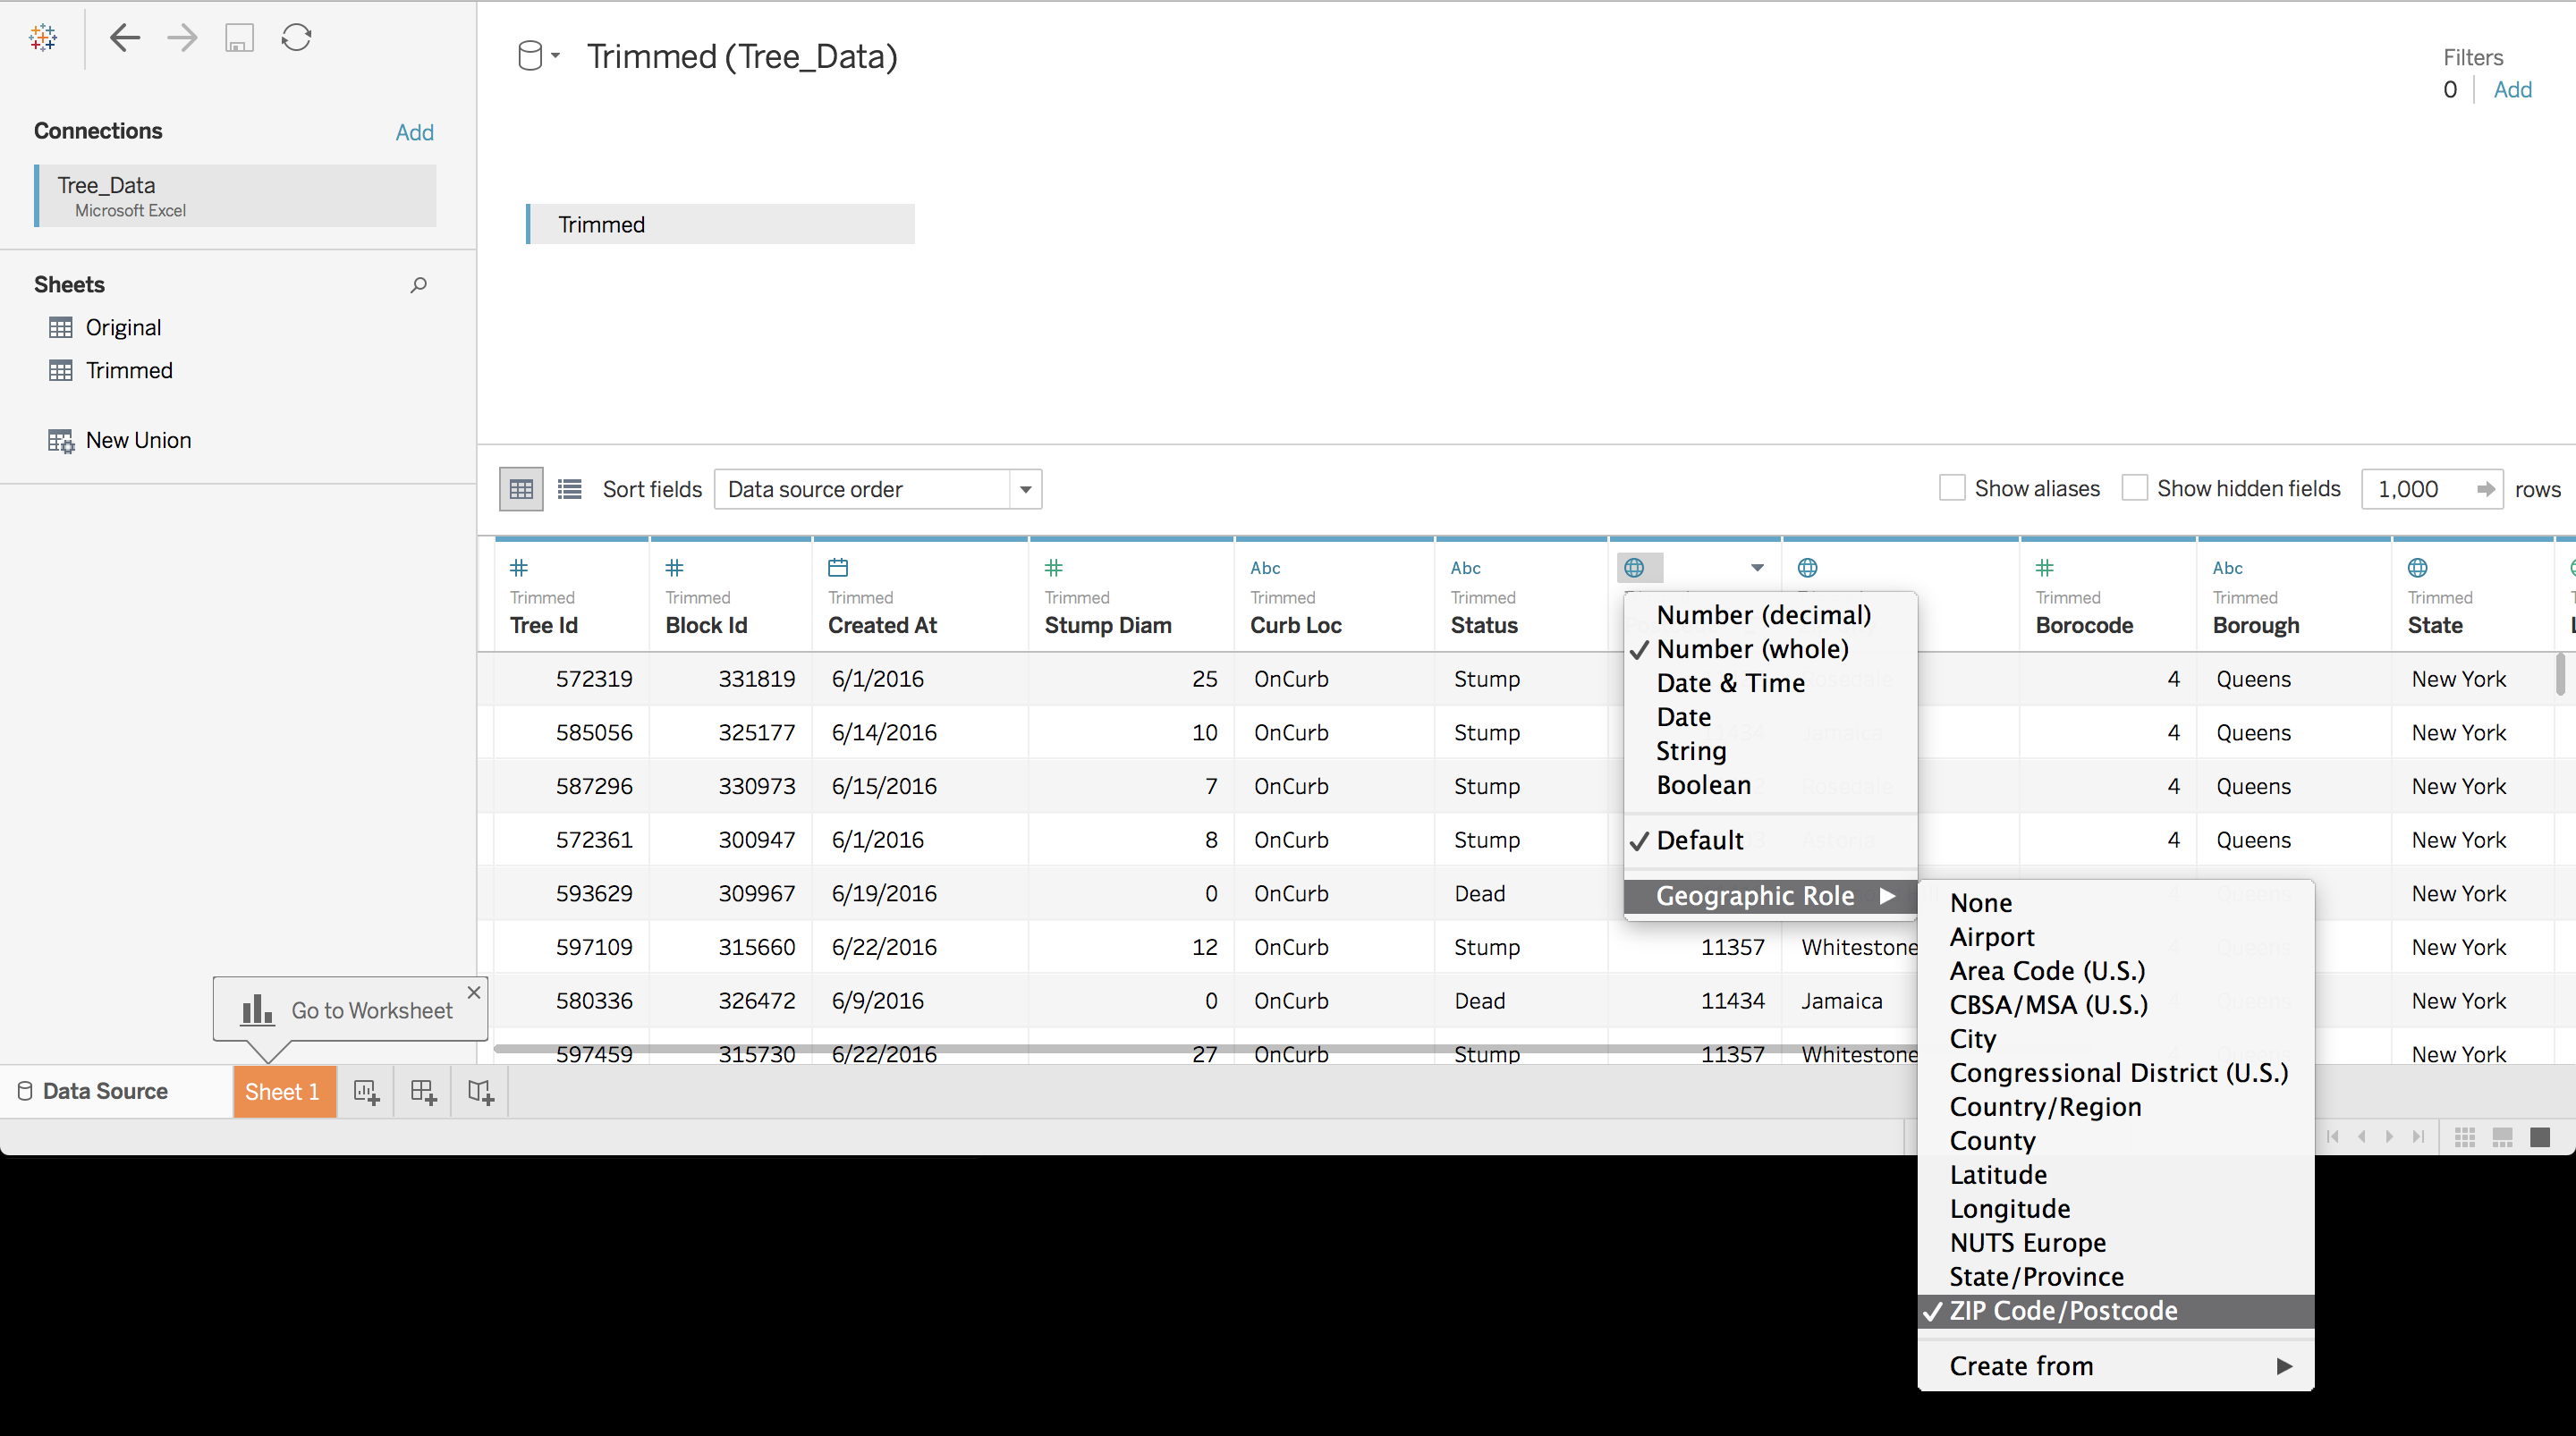 Trimmed (Tree_Data)
Filters
0 Add
Connections Add
Tree_Data
Microsoft Excel
Trimmed
Sheets
Original
Trimmed
New Union
Sort fields Data source order Show aliases Show hidden fields 1,000 rows
Abc Abc Abc
Trimmed Trimmed Trimmed Trimmed Trimmed Trimmed Trimmed Trimmed Trimmed
Tree Id Block Id Created At Stump Diam Curb Loc Status Borocode Borough State
572319 331819 6/1/2016 25 OnCurb Stump 4 Queens New York
585056 325177 6/14/2016 10 OnCurb Stump 4 Queens New York
587296 330973 6/15/2016 7 OnCurb Stump 4 Queens New York
572361 300947 6/1/2016 8 OnCurb Stump 4 Queens New York
593629 309967 6/19/2016 0 OnCurb Dead New York
597109 315660 6/22/2016 12 OnCurb Stump 11357 Whitestone New York
580336 326472 6/9/2016 0 OnCurb Dead 11434 Jamaica New York
597459 315730 6/22/2016 27 OnCurb Stump 11357 Whitestone New York
Number (decimal)
✓ Number (whole)
Date & Time
Date
String
Boolean
✓ Default
Geographic Role ▶
None
Airport
Area Code (U.S.)
CBSA/MSA (U.S.)
City
Congressional District (U.S.)
Country/Region
County
Latitude
Longitude
NUTS Europe
State/Province
✓ ZIP Code/Postcode
Create from ▶
Go to Worksheet
Data Source Sheet 1